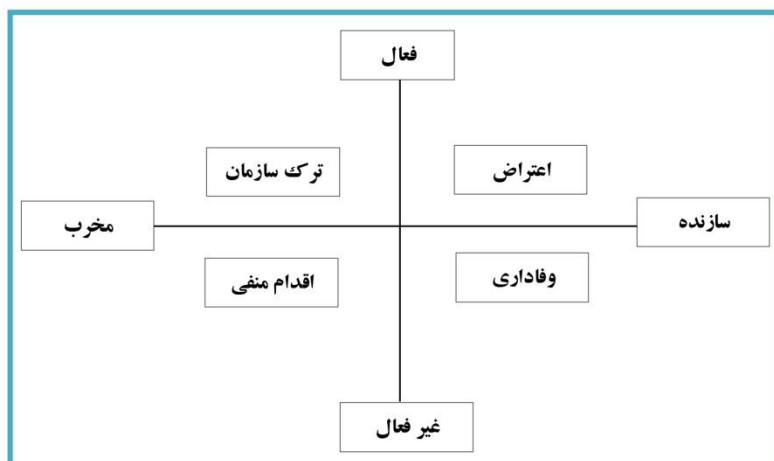 فعال
اعتراض
ترک سازمان
سازنده
مخرب
وفاداری
اقدام منفی
غیر فعال